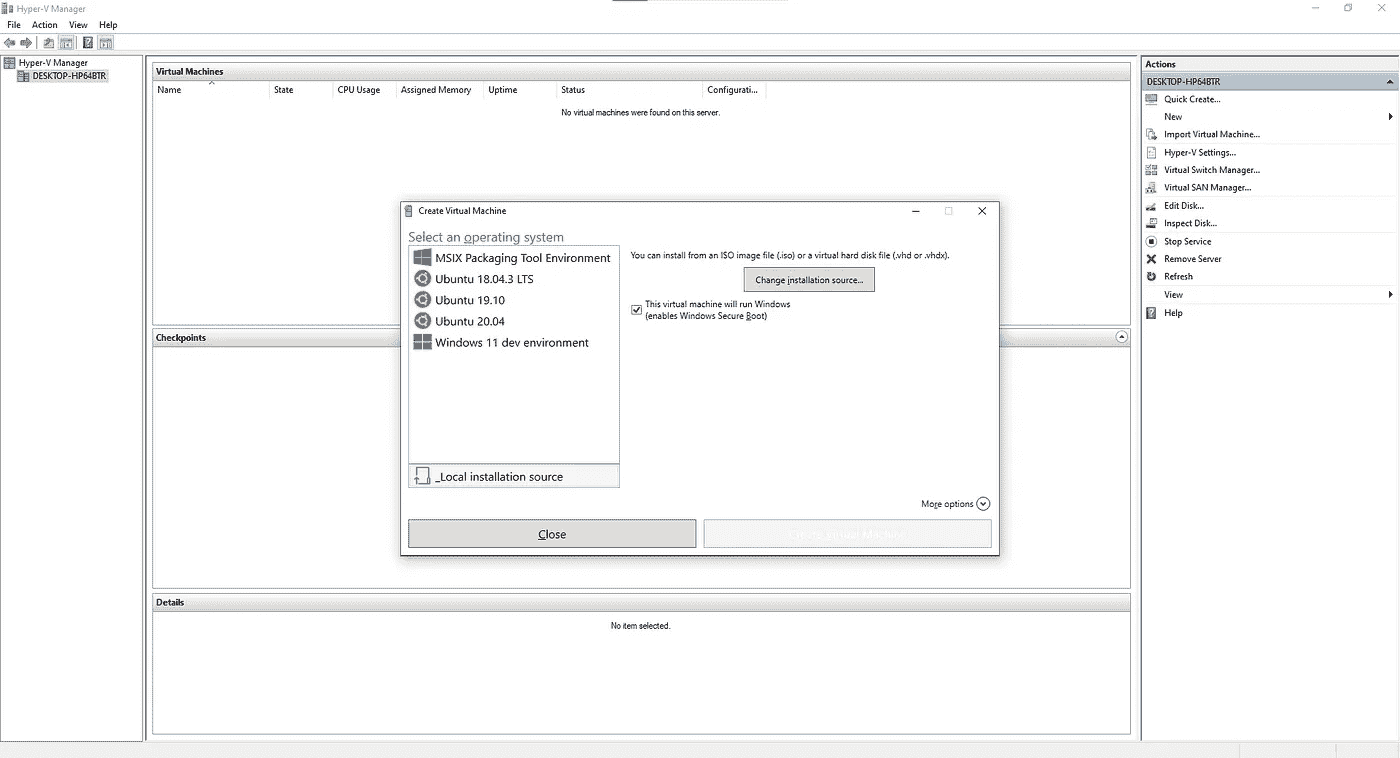 Hyper-V Manager
File Action View Help
Hyper-V Manager
DESKTOP-HP64BTR
Virtual Machines
Name State CPU Usage Assigned Memory Uptime Status Configurati...
No virtual machines were found on this server.
Create Virtual Machine
Select an operating system
MSIX Packaging Tool Environment
Ubuntu 18.04.3 LTS
Ubuntu 19.10
Ubuntu 20.04
Windows 11 dev environment
_Local installation source
You can install from an ISO image file (.iso) or a virtual hard disk file (.vhd or .vhdx).
Change installation source...
This virtual machine will run Windows
(enables Windows Secure Boot)
More options
Close
Create Virtual Machine
Checkpoints
Details
No item selected.
Actions
DESKTOP-HP64BTR
Quick Create...
New
Import Virtual Machine...
Hyper-V Settings...
Virtual Switch Manager...
Virtual SAN Manager...
Edit Disk...
Inspect Disk...
Stop Service
Remove Server
Refresh
View
Help